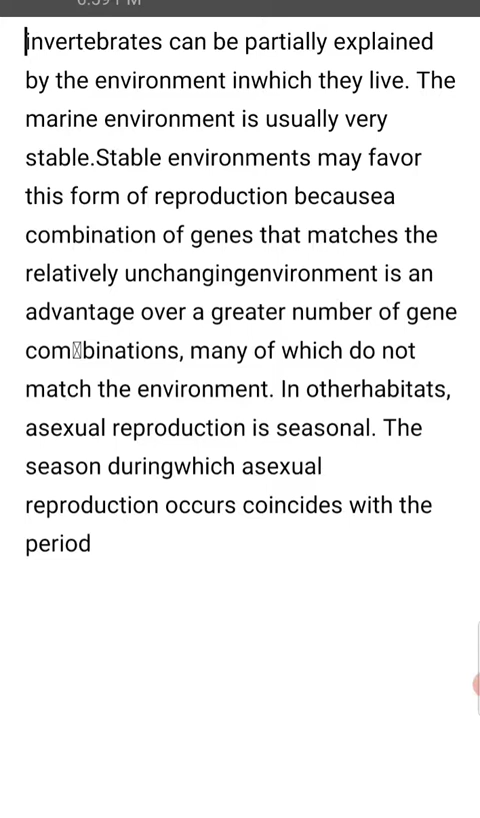 invertebrates can be partially explained
by the environment inwhich they live. The
marine environment is usually very
stable.Stable environments may favor
this form of reproduction becausea
combination of genes that matches the
relatively unchangingenvironment is an
advantage over a greater number of gene
com￾binations, many of which do not
match the environment. In otherhabitats,
asexual reproduction is seasonal. The
season duringwhich asexual
reproduction occurs coincides with the
period